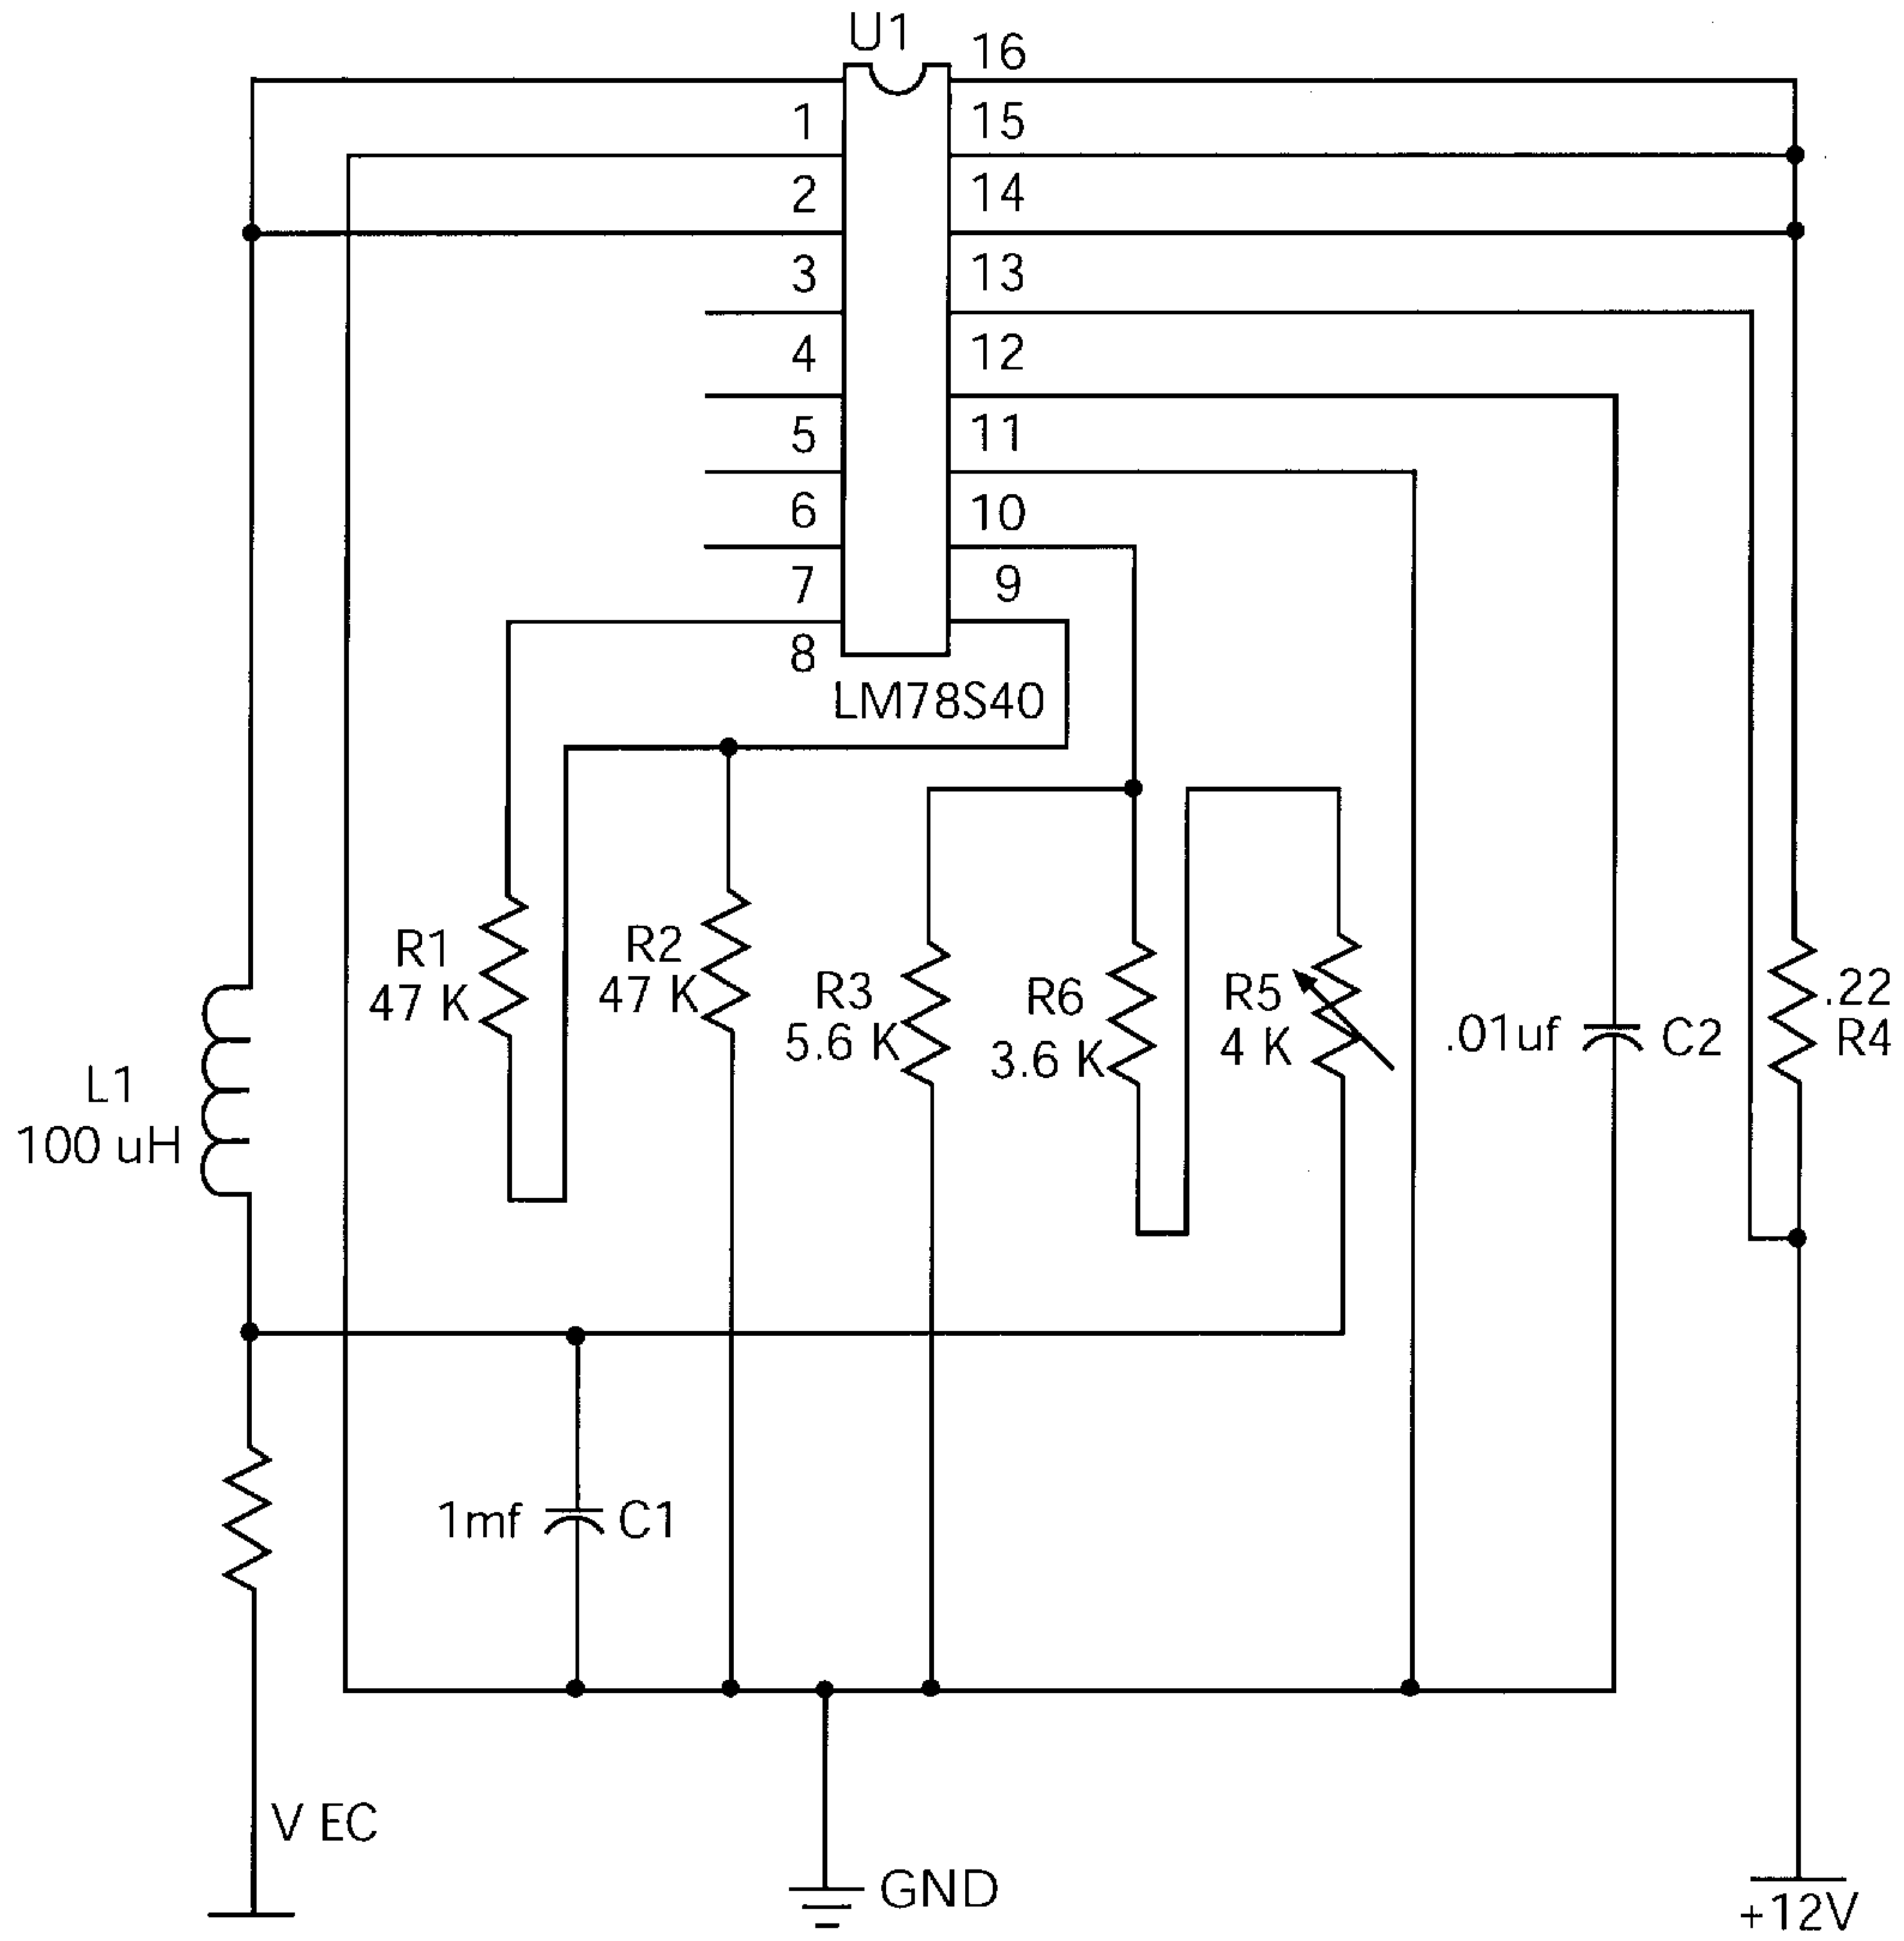 U1
16
1
15
2
14
3
13
4
12
5
11
6
10
7
9
8
LM78S40
R1
47 K
R2
47 K
R3
5.6 K
R6
3.6 K
R5
4 K
.01uf
C2
.22
R4
L1
100 uH
1mf
C1
V EC
GND
+12V